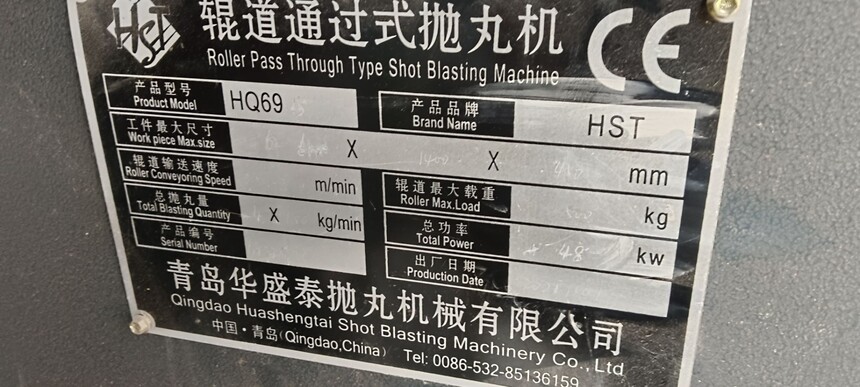 HST
辊道通过式抛丸机
CE
Roller Pass Through Type Shot Blasting Machine
产品型号
Product Model
HQ69
产品品牌
Brand Name
HST
工件最大尺寸
Work piece Max.size
X X mm
辊道输送速度
Roller Conveyoring Speed
m/min
辊道最大载重
Roller Max.Load
kg
总抛丸量
Total Blasting Quantity
X kg/min
总功率
Total Power
kw
产品编号
Serial Number
出厂日期
Production Date
青岛华盛泰抛丸机械有限公司
Qingdao Huashengtai Shot Blasting Machinery Co.,Ltd
中国·青岛(Qingdao,China) Tel: 0086-532-85136159